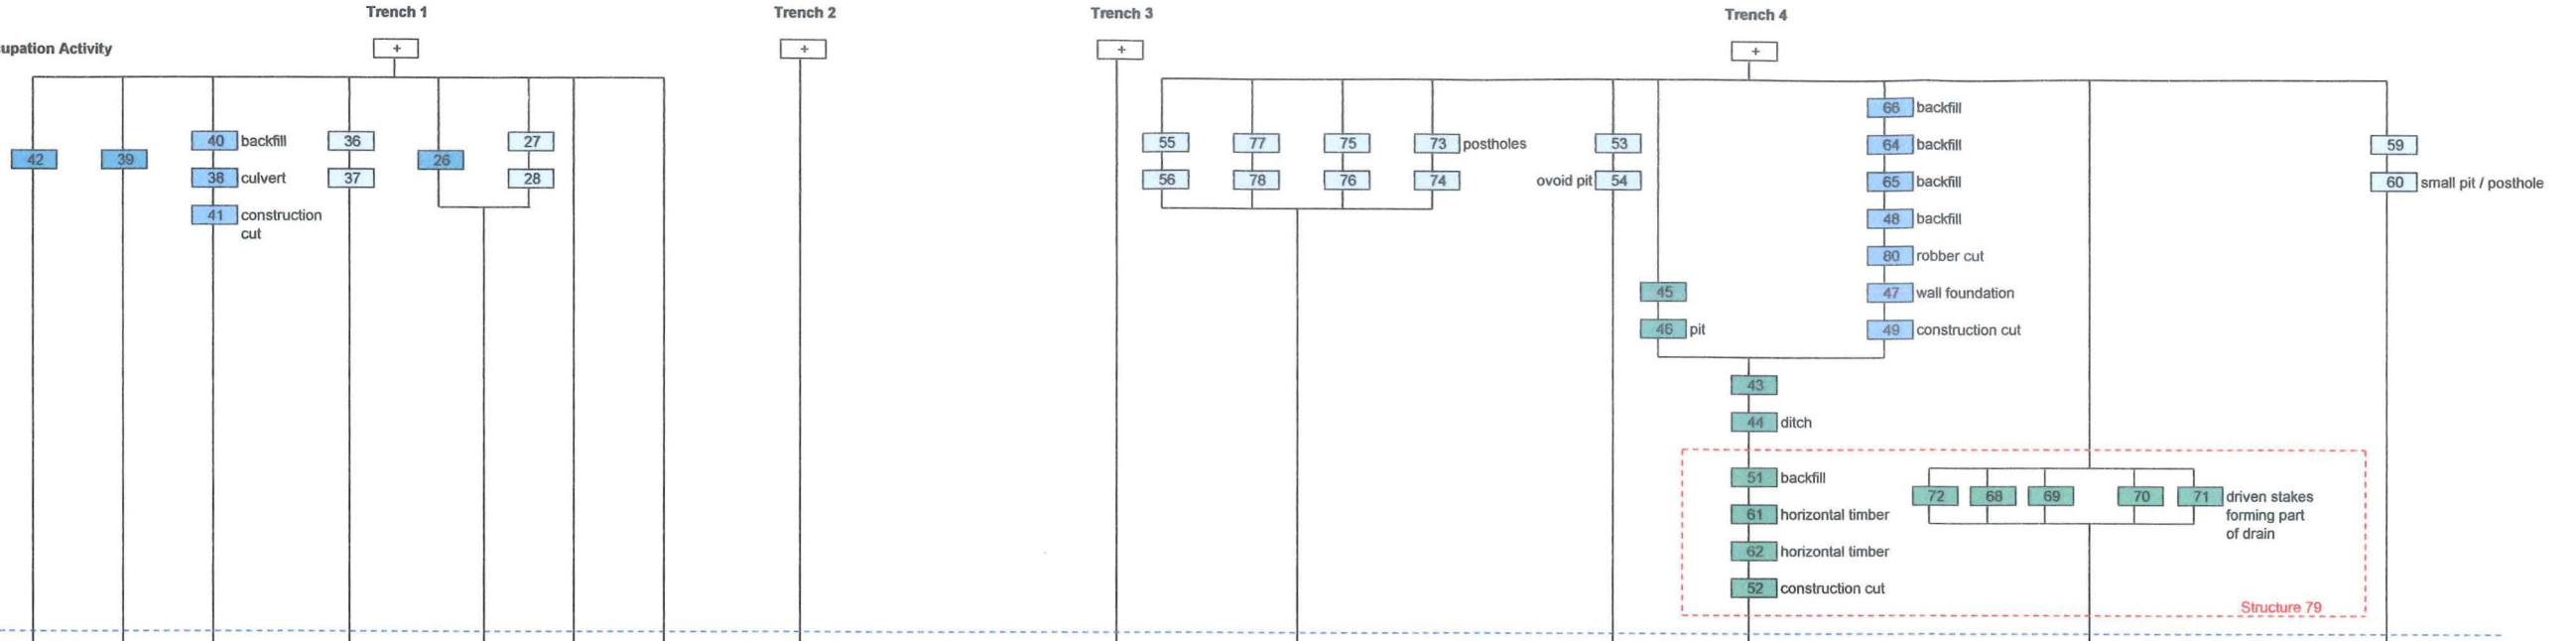 Trench 1
Trench 2
Trench 3
Trench 4
upation Activity
+
+
+
+
42
39
40 backfill
38 culvert
41 construction
cut
36
37
26
27
28
55
56
77
78
75
76
73 postholes
74
53
ovoid pit 54
45
46 pit
66 backfill
64 backfill
65 backfill
48 backfill
80 robber cut
47 wall foundation
49 construction cut
59
60 small pit / posthole
43
44 ditch
51 backfill
61 horizontal timber
62 horizontal timber
52 construction cut
72 68 69 70 71 driven stakes
forming part
of drain
Structure 79